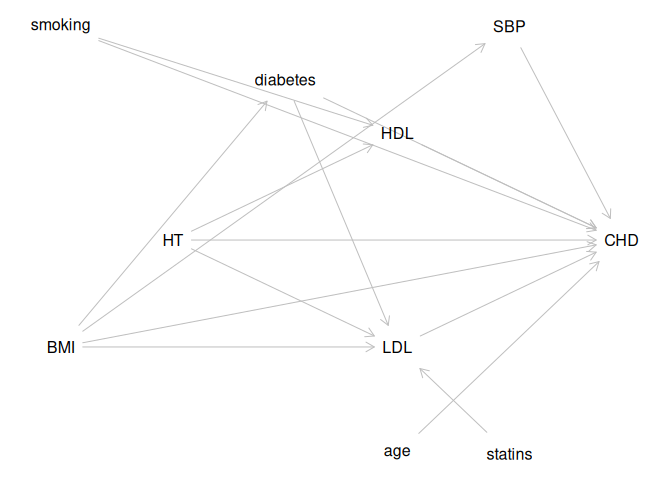 smoking
SBP
diabetes
HDL
HT
CHD
BMI
LDL
age
statins